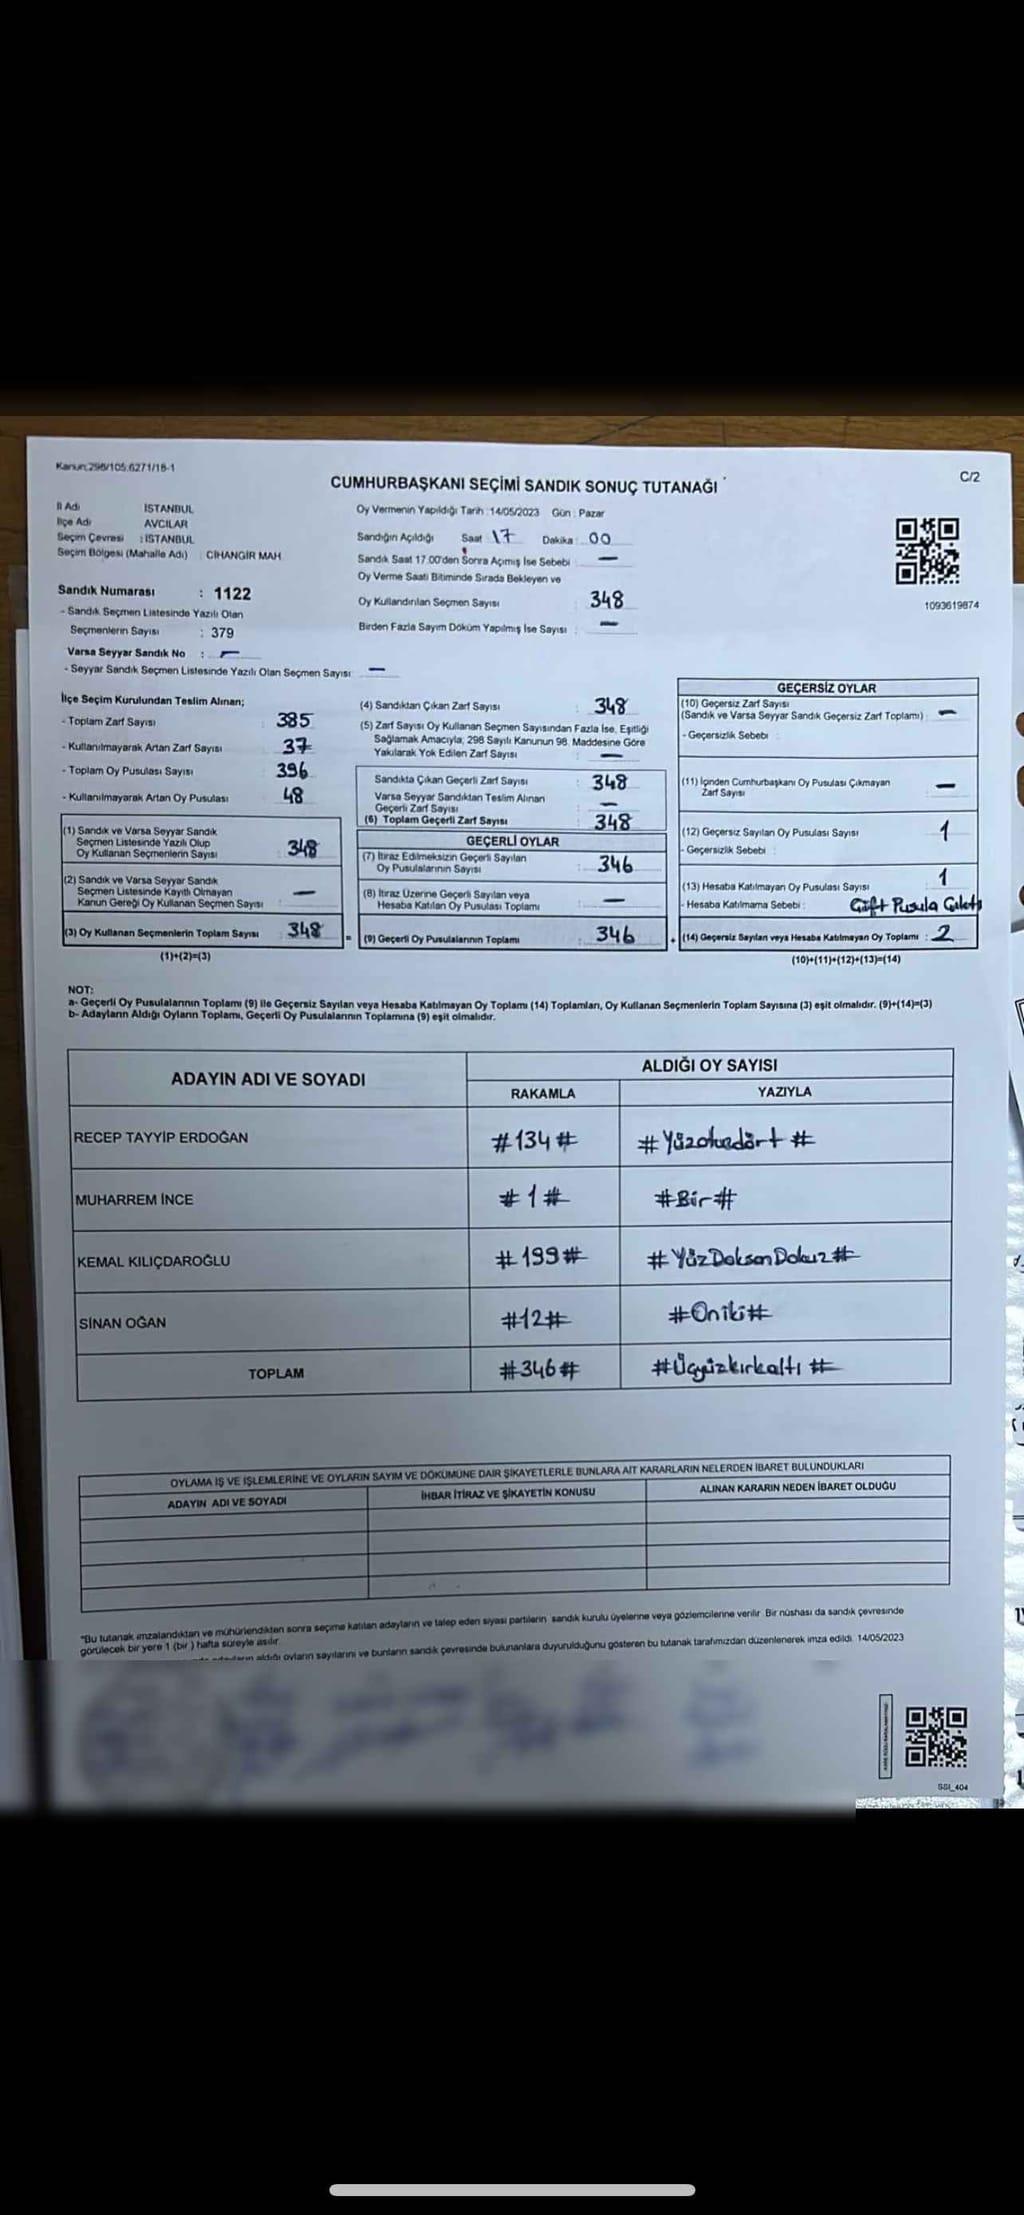 Kanun:298/105;6271/18-1
C/2
CUMHURBAŞKANI SEÇİMİ SANDIK SONUÇ TUTANAĞI
İl Adı İSTANBUL
İlçe Adı AVCILAR
Seçim Çevresi : İSTANBUL
Seçim Bölgesi (Mahalle Adı) : CİHANGİR MAH.
Sandık Numarası : 1122
- Sandık Seçmen Listesinde Yazılı Olan
Seçmenlerin Sayısı : 379
Varsa Seyyar Sandık No : —
- Seyyar Sandık Seçmen Listesinde Yazılı Olan Seçmen Sayısı: —
Oy Vermenin Yapıldığı Tarih :14/05/2023 Gün : Pazar
Sandığın Açıldığı Saat 17 Dakika : 00
Sandık Saat 17.00'den Sonra Açımış İse Sebebi : —
Oy Verme Saati Bitiminde Sırada Bekleyen ve
Oy Kullandırılan Seçmen Sayısı : 348
Birden Fazla Sayım Döküm Yapılmış İse Sayısı : —
1093619874
İlçe Seçim Kurulundan Teslim Alınan;
- Toplam Zarf Sayısı : 385
- Kullanılmayarak Artan Zarf Sayısı 37
- Toplam Oy Pusulası Sayısı 396
- Kullanılmayarak Artan Oy Pusulası 48
(1) Sandık ve Varsa Seyyar Sandık
Seçmen Listesinde Yazılı Olup
Oy Kullanan Seçmenlerin Sayısı : 348
(2) Sandık ve Varsa Seyyar Sandık
Seçmen Listesinde Kayıtlı Olmayan
Kanun Gereği Oy Kullanan Seçmen Sayısı : —
(3) Oy Kullanan Seçmenlerin Toplam Sayısı 348 =
(1)+(2)=(3)
(4) Sandıktan Çıkan Zarf Sayısı : 348
(5) Zarf Sayısı Oy Kullanan Seçmen Sayısından Fazla İse, Eşitliği
Sağlamak Amacıyla, 298 Sayılı Kanunun 98. Maddesine Göre
Yakılarak Yok Edilen Zarf Sayısı : —
Sandıkta Çıkan Geçerli Zarf Sayısı : 348
Varsa Seyyar Sandıktan Teslim Alınan
Geçerli Zarf Sayısı : —
(6) Toplam Geçerli Zarf Sayısı : 348
GEÇERLİ OYLAR
(7) İtiraz Edilmeksizin Geçerli Sayılan
Oy Pusulalarının Sayısı : 346
(8) İtiraz Üzerine Geçerli Sayılan veya
Hesaba Katılan Oy Pusulası Toplamı : —
(9) Geçerli Oy Pusulalarının Toplamı : 346 +
GEÇERSİZ OYLAR
(10) Geçersiz Zarf Sayısı
(Sandık ve Varsa Seyyar Sandık Geçersiz Zarf Toplamı) : —
- Geçersizlik Sebebi :
(11) İçinden Cumhurbaşkanı Oy Pusulası Çıkmayan
Zarf Sayısı : —
(12) Geçersiz Sayılan Oy Pusulası Sayısı : 1
- Geçersizlik Sebebi :
(13) Hesaba Katılmayan Oy Pusulası Sayısı : 1
- Hesaba Katılmama Sebebi : Çift Pusula
(14) Geçersiz Sayılan veya Hesaba Katılmayan Oy Toplamı : 2
(10)+(11)+(12)+(13)=(14)
NOT:
a- Geçerli Oy Pusulalarının Toplamı (9) ile Geçersiz Sayılan veya Hesaba Katılmayan Oy Toplamı (14) Toplamları, Oy Kullanan Seçmenlerin Toplam Sayısına (3) eşit olmalıdır. (9)+(14)=(3)
b- Adayların Aldığı Oyların Toplamı, Geçerli Oy Pusulalarının Toplamına (9) eşit olmalıdır.
ADAYIN ADI VE SOYADI
ALDIĞI OY SAYISI
RAKAMLA YAZIYLA
RECEP TAYYİP ERDOĞAN #134# #Yüzotuzdört#
MUHARREM İNCE #1# #Bir#
KEMAL KILIÇDAROĞLU #199# #YüzDoksanDokuz#
SİNAN OĞAN #12# #Oniki#
TOPLAM #346# #Üçyüzkırkaltı#
OYLAMA İŞ VE İŞLEMLERİNE VE OYLARIN SAYIM VE DÖKÜMÜNE DAİR ŞİKAYETLERLE BUNLARA AİT KARARLARIN NELERDEN İBARET BULUNDUKLARI
ADAYIN ADI VE SOYADI İHBAR İTİRAZ VE ŞİKAYETİN KONUSU ALINAN KARARIN NEDEN İBARET OLDUĞU
"Bu tutanak imzalandıktan ve mühürlendikten sonra seçime katılan adayların ve talep eden siyasi partilerin sandık kurulu üyelerine veya gözlemcilerine verilir. Bir nüshası da sandık çevresinde
görülecek bir yere 1 (bir ) hafta süreyle asılır.
aldığı oyların sayılarını ve bunların sandık çevresinde bulunanlara duyurulduğunu gösteren bu tutanak tarafımızdan düzenlenerek imza edildi. 14/05/2023
SSI_404